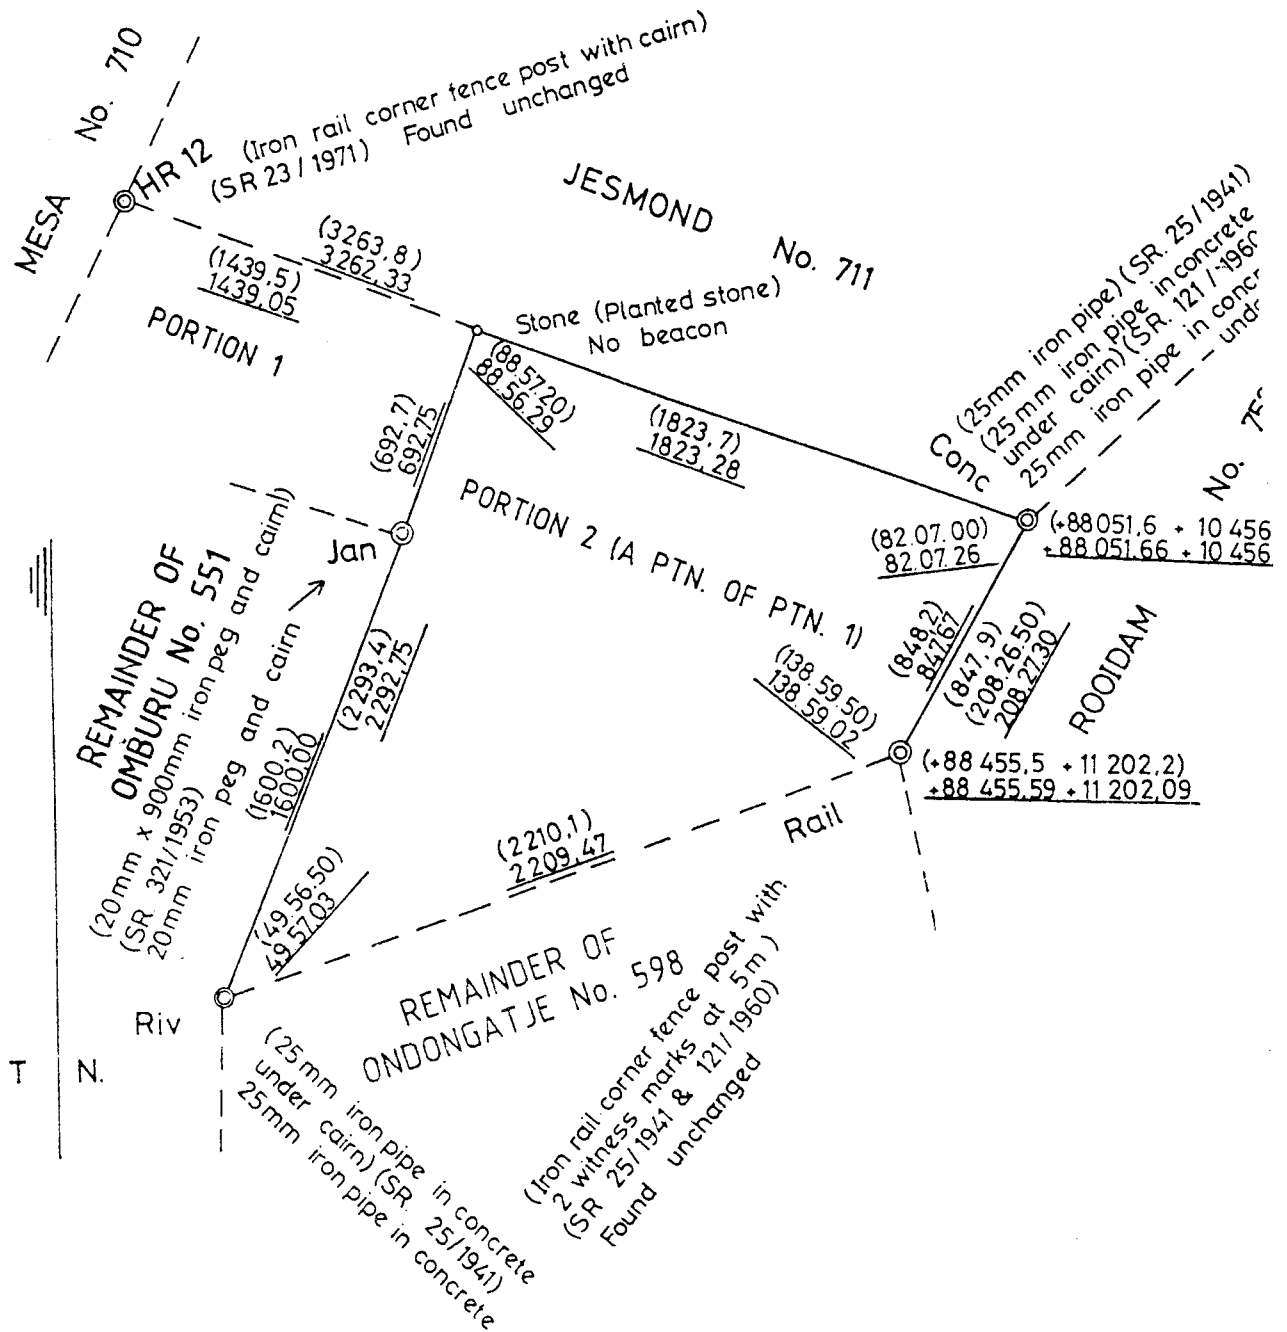 MESA No. 710
HR 12
(Iron rail corner fence post with cairn)
(SR 23/1971) Found unchanged
JESMOND No. 711
(3263,8)
3262,33
(1439,5)
1439,05
PORTION 1
Stone (Planted stone)
No beacon
(88.57.20)
88.56.29
(692,7)
692,75
(1823,7)
1823,28
Conc
(25mm iron pipe) (SR. 25/1941)
(25mm iron pipe in concrete
under cairn) (SR. 121/1960
25mm iron pipe in concr
No.
PORTION 2 (A PTN. OF PTN. 1)
(82.07.00)
82.07.26
(+88 051,6 + 10 456
+88 051,66 + 10 456
Jan
REMAINDER OF
OMBURU No. 551
(20mm x 900mm iron peg and cairn)
(SR. 321/1953)
20mm iron peg and cairn
(2 293,4)
2 292,75
(1600,2)
1600,00
(848,2)
847,67
(847,9)
(208.26.50)
208.27.30
ROOIDAM
(138.59.50)
138.59.02
(+88 455,5 + 11 202,2)
+88 455,59 + 11 202,09
Rail
(2210,1)
2209,47
(49.56.50)
49.57.03
Riv
REMAINDER OF
ONDONGATJE No. 598
T N.
(25mm iron pipe in concrete
under cairn) (SR. 25/1941)
25mm iron pipe in concrete
(Iron rail corner fence post with
2 witness marks at 5m)
(SR 25/1941 & 121/1960)
Found unchanged